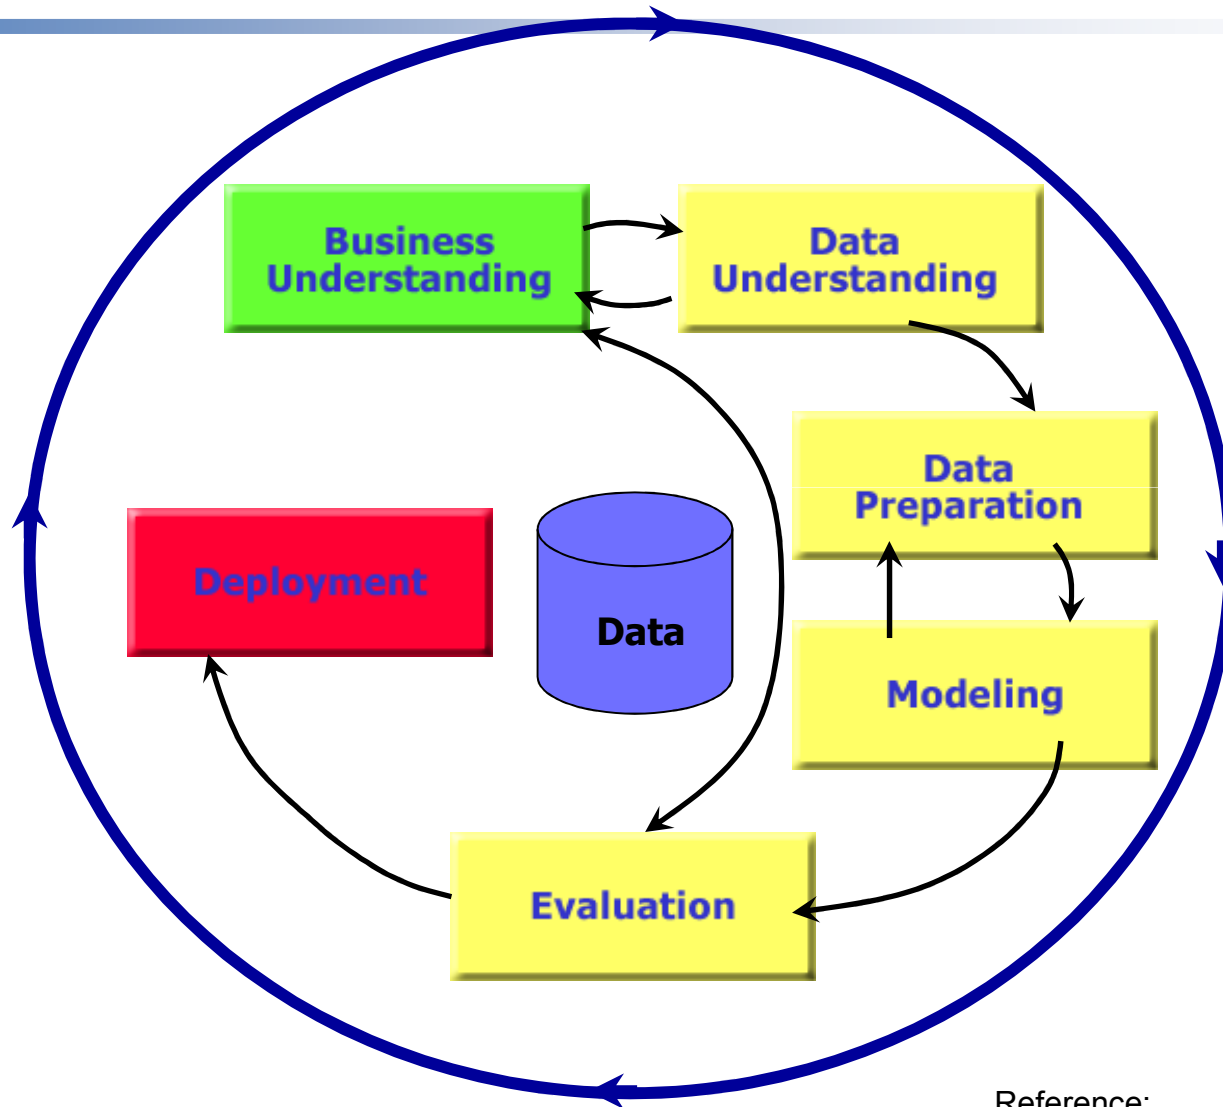 Business
Understanding
Data
Understanding
Data
Preparation
Deployment
Data
Modeling
Evaluation
Reference: